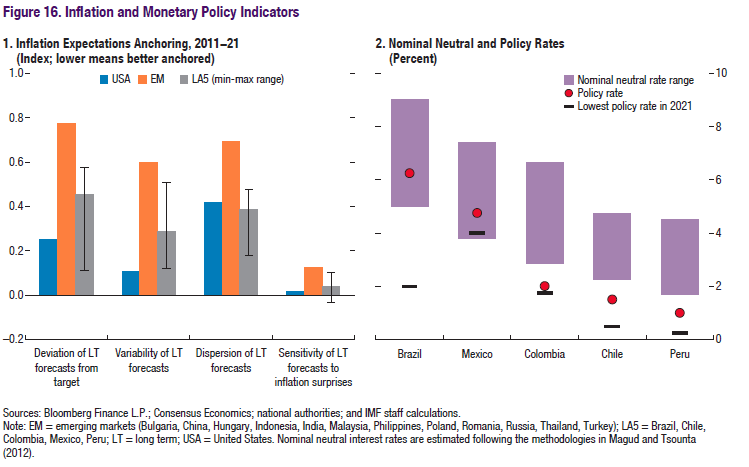 Figure 16. Inflation and Monetary Policy Indicators
1. Inflation Expectations Anchoring, 2011–21
(Index; lower means better anchored)
USA EM LA5 (min-max range)
1.0
0.8
0.6
0.4
0.2
0.0
–0.2
Deviation of LT
forecasts from
target
Variability of LT
forecasts
Dispersion of LT
forecasts
Sensitivity of LT
forecasts to
inflation surprises
2. Nominal Neutral and Policy Rates
(Percent)
Nominal neutral rate range
Policy rate
Lowest policy rate in 2021
10
8
6
4
2
0
Brazil Mexico Colombia Chile Peru
Sources: Bloomberg Finance L.P.; Consensus Economics; national authorities; and IMF staff calculations.
Note: EM = emerging markets (Bulgaria, China, Hungary, Indonesia, India, Malaysia, Philippines, Poland, Romania, Russia, Thailand, Turkey); LA5 = Brazil, Chile,
Colombia, Mexico, Peru; LT = long term; USA = United States. Nominal neutral interest rates are estimated following the methodologies in Magud and Tsounta
(2012).